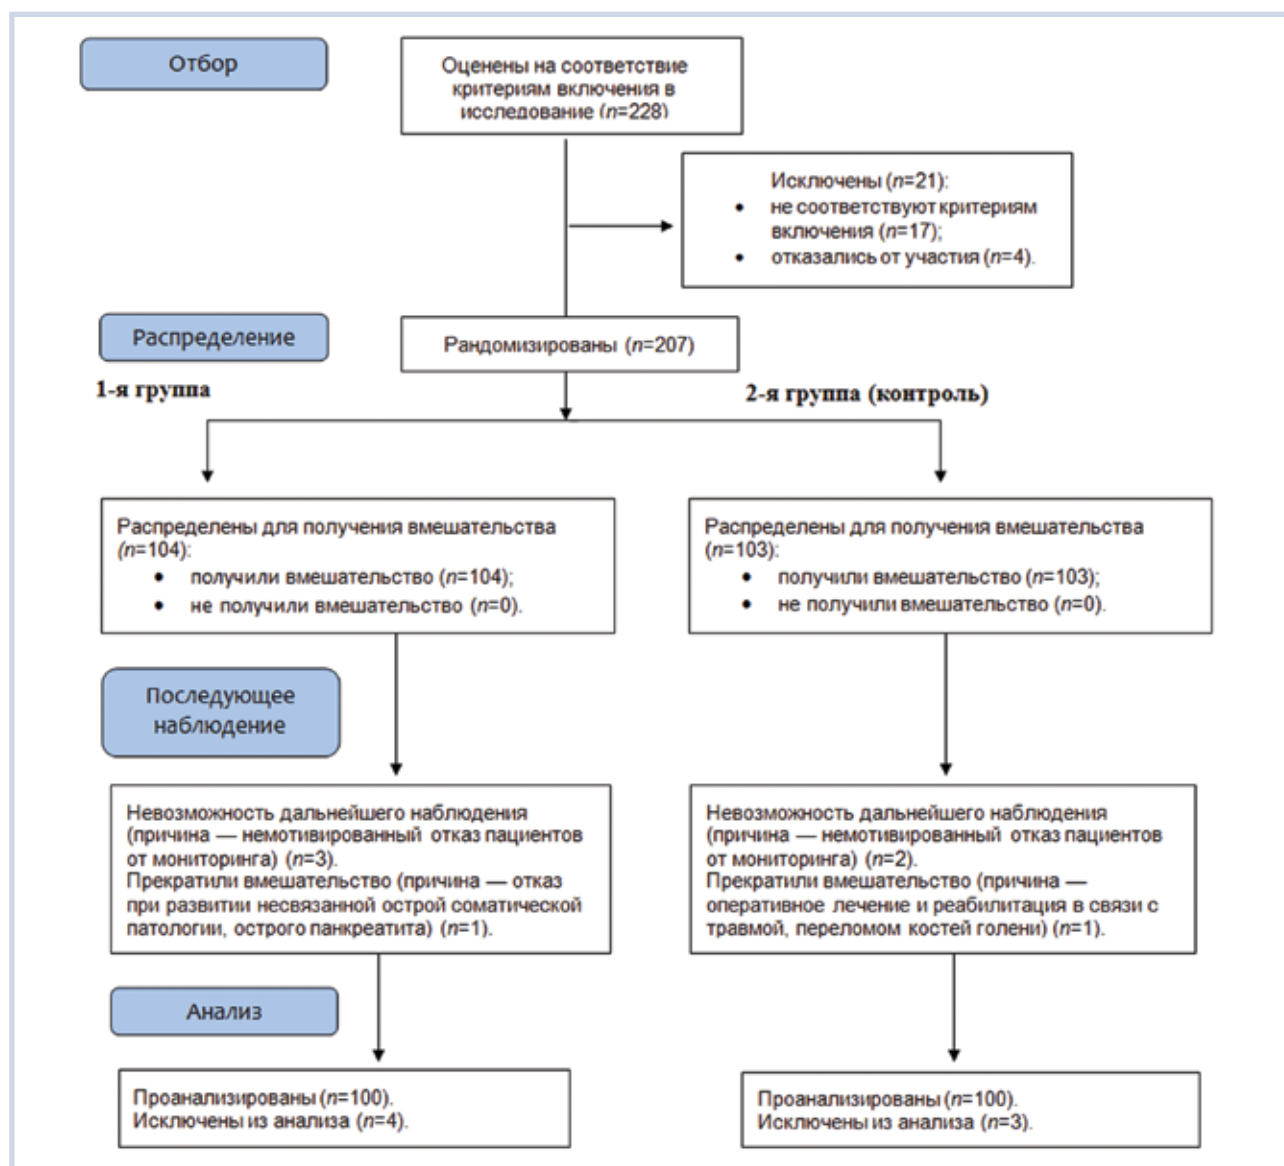 Отбор
Оценены на соответствие
критериям включения в
исследование (n=228)
Исключены (n=21):
• не соответствуют критериям
включения (n=17);
• отказались от участия (n=4).
Распределение
Рандомизированы (n=207)
1-я группа
2-я группа (контроль)
Распределены для получения вмешательства
(n=104):
• получили вмешательство (n=104);
• не получили вмешательство (n=0).
Распределены для получения вмешательства
(n=103):
• получили вмешательство (n=103);
• не получили вмешательство (n=0).
Последующее
наблюдение
Невозможность дальнейшего наблюдения
(причина — немотивированный отказ пациентов
от мониторинга) (n=3).
Прекратили вмешательство (причина — отказ
при развитии несвязанной острой соматической
патологии, острого панкреатита) (n=1).
Невозможность дальнейшего наблюдения
(причина — немотивированный отказ пациентов
от мониторинга) (n=2).
Прекратили вмешательство (причина —
оперативное лечение и реабилитация в связи с
травмой, переломом костей голени) (n=1).
Анализ
Проанализированы (n=100).
Исключены из анализа (n=4).
Проанализированы (n=100).
Исключены из анализа (n=3).